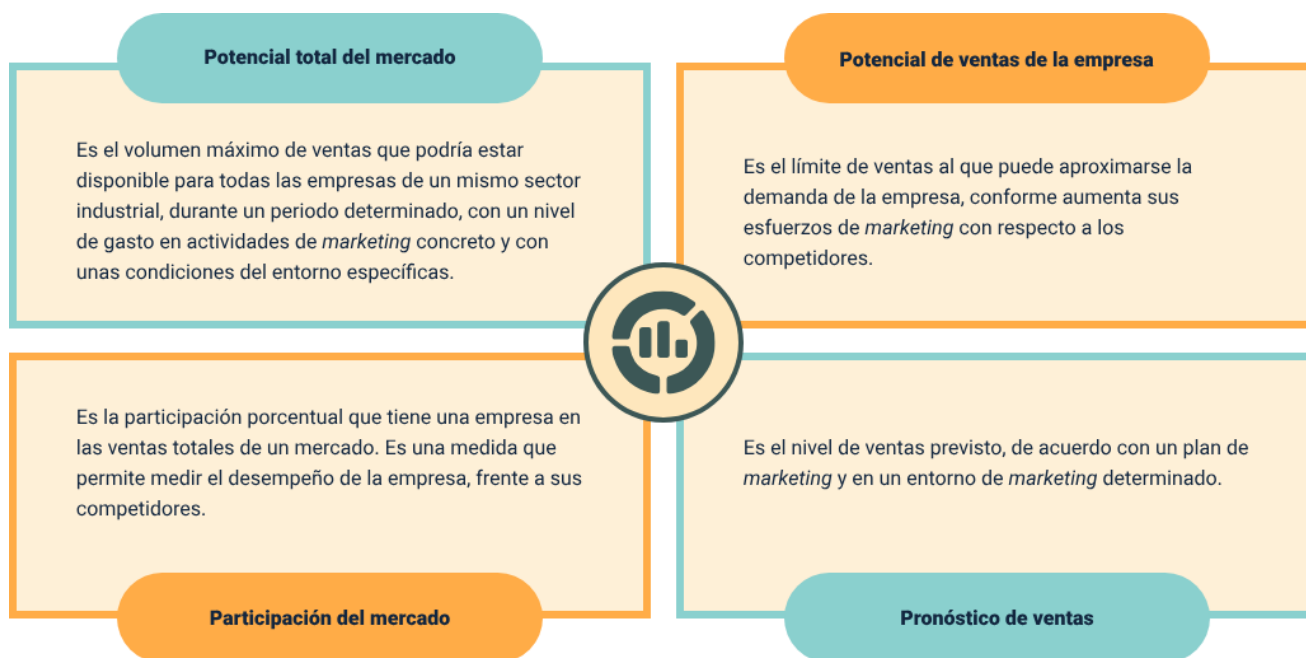 Potencial total del mercado
Es el volumen máximo de ventas que podría estar
disponible para todas las empresas de un mismo sector
industrial, durante un periodo determinado, con un nivel
de gasto en actividades de marketing concreto y con
unas condiciones del entorno específicas.
Potencial de ventas de la empresa
Es el límite de ventas al que puede aproximarse la
demanda de la empresa, conforme aumenta sus
esfuerzos de marketing con respecto a los
competidores.
Es la participación porcentual que tiene una empresa en
las ventas totales de un mercado. Es una medida que
permite medir el desempeño de la empresa, frente a sus
competidores.
Participación del mercado
Es el nivel de ventas previsto, de acuerdo con un plan de
marketing y en un entorno de marketing determinado.
Pronóstico de ventas